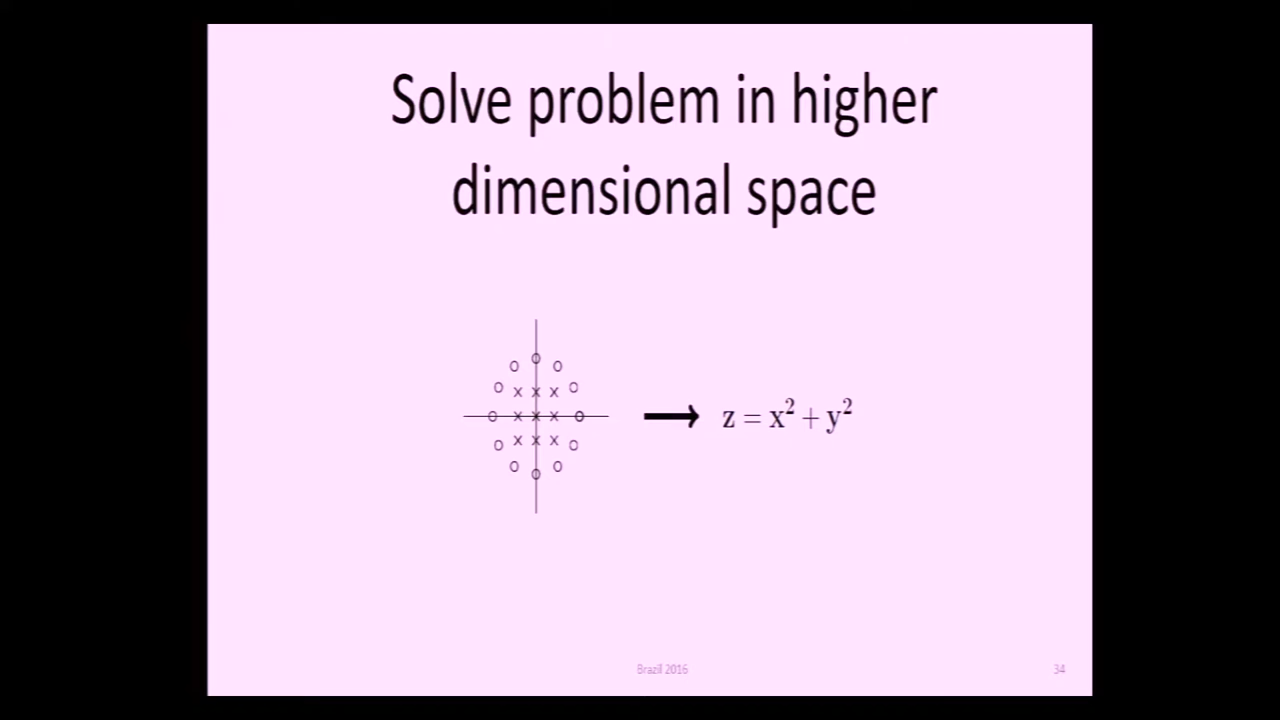 Solve problem in higher
dimensional space
o
o o
o x x x o
o x x x o
o x x x o
o o
o
z = x² + y²
Brazil 2016
34